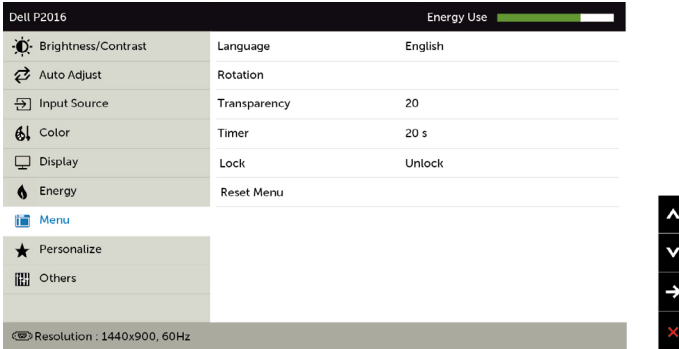 Dell P2016 Energy Use
Brightness/Contrast Language English
Auto Adjust Rotation
Input Source Transparency 20
Color Timer 20 s
Display Lock Unlock
Energy Reset Menu
Menu
Personalize
Others
Resolution : 1440x900, 60Hz